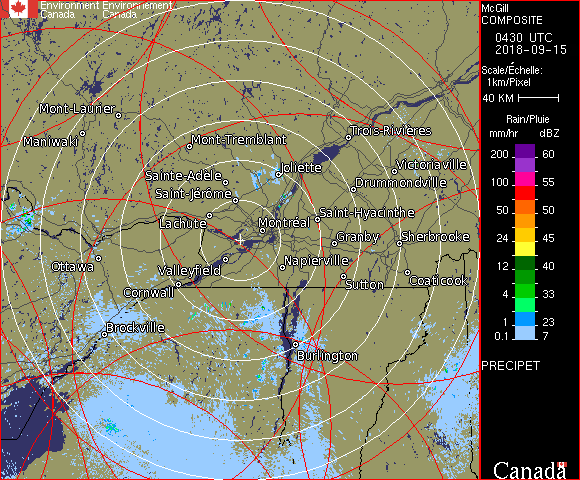 Environment Environnement
Canada Canada
McGill
COMPOSITE
0430 UTC
2018-09-15
Scale/Échelle:
1km/Pixel
40 KM
Rain/Pluie
mm/hr dBZ
200 60
100 55
50 50
24 45
12 40
4 33
1 23
0.1 7
PRECIPET
Canada
Mont-Laurier
Maniwaki
Mont-Tremblant
Trois-Rivières
Joliette
Victoriaville
Sainte-Adèle
Drummondville
Saint-Jérôme
Lachute
Saint-Hyacinthe
Montréal
Granby
Sherbrooke
Ottawa
Valleyfield
Napierville
Cornwall
Sutton
Coaticook
Brockville
Burlington